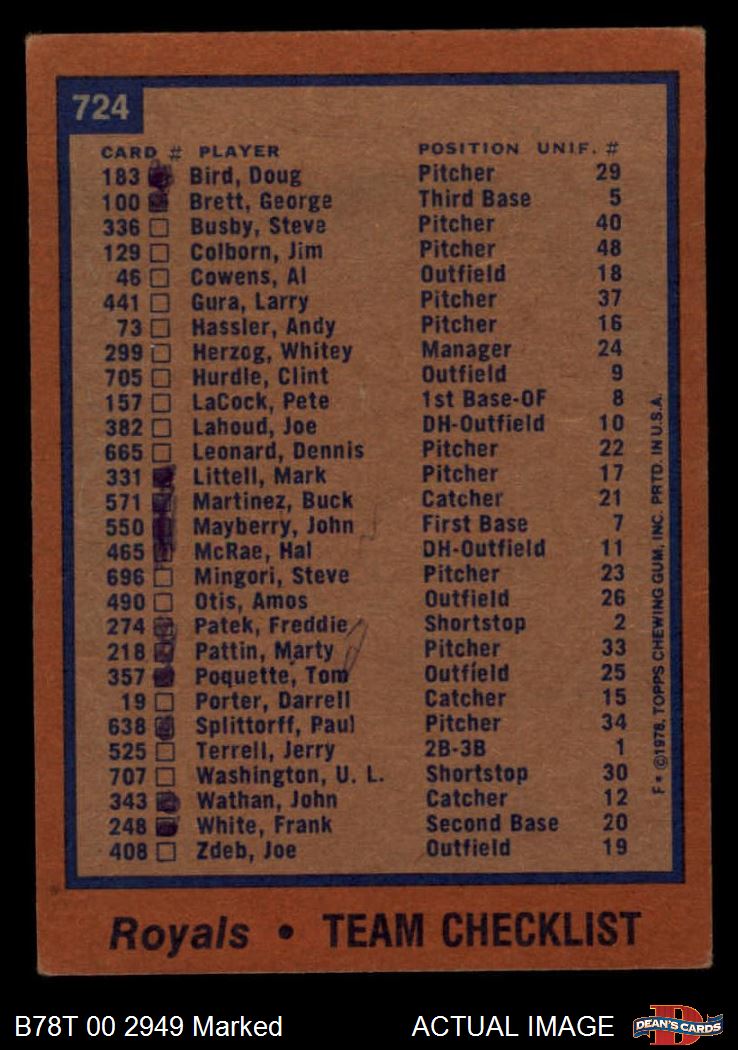 724
CARD # PLAYER POSITION UNIF. #
183 Bird, Doug Pitcher 29
100 Brett, George Third Base 5
336 Busby, Steve Pitcher 40
129 Colborn, Jim Pitcher 48
46 Cowens, Al Outfield 18
441 Gura, Larry Pitcher 37
73 Hassler, Andy Pitcher 16
299 Herzog, Whitey Manager 24
705 Hurdle, Clint Outfield 9
157 LaCock, Pete 1st Base-OF 8
382 Lahoud, Joe DH-Outfield 10
665 Leonard, Dennis Pitcher 22
331 Littell, Mark Pitcher 17
571 Martinez, Buck Catcher 21
550 Mayberry, John First Base 7
465 McRae, Hal DH-Outfield 11
696 Mingori, Steve Pitcher 23
490 Otis, Amos Outfield 26
274 Patek, Freddie Shortstop 2
218 Pattin, Marty Pitcher 33
357 Poquette, Tom Outfield 25
19 Porter, Darrell Catcher 15
638 Splittorff, Paul Pitcher 34
525 Terrell, Jerry 2B-3B 1
707 Washington, U. L. Shortstop 30
343 Wathan, John Catcher 12
248 White, Frank Second Base 20
408 Zdeb, Joe Outfield 19
F* ©1978, TOPPS CHEWING GUM, INC. PRTD. IN U.S.A.
Royals • TEAM CHECKLIST
B78T 00 2949 Marked ACTUAL IMAGE
D
DEAN'S CARDS